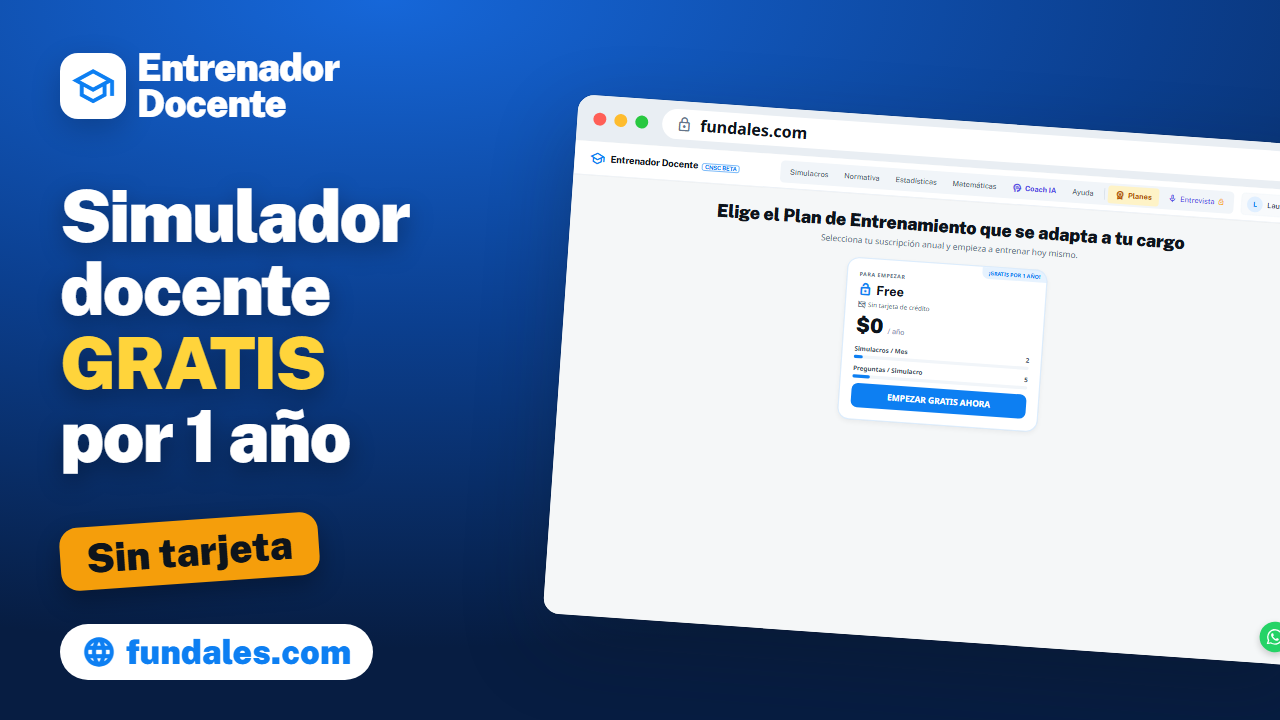 Entrenador
Docente
Simulador
docente
GRATIS
por 1 año
Sin tarjeta
fundales.com
fundales.com
Entrenador Docente CNSC BETA
Simulacros Normativa Estadísticas Matemáticas Coach IA Ayuda Planes Entrevista
L Lau
Elige el Plan de Entrenamiento que se adapta a tu cargo
Selecciona tu suscripción anual y empieza a entrenar hoy mismo.
¡GRATIS POR 1 AÑO!
PARA EMPEZAR
Free
Sin tarjeta de crédito
$0 / año
Simulacros / Mes 2
Preguntas / Simulacro 5
EMPEZAR GRATIS AHORA